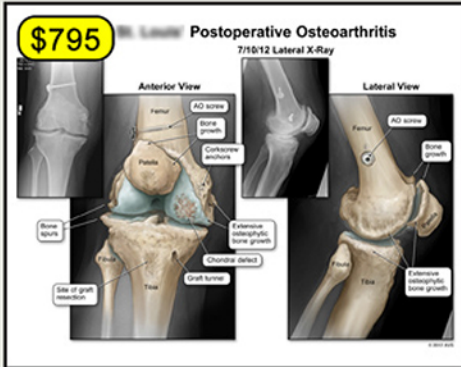 $795
St. Louis' Postoperative Osteoarthritis
7/10/12 Lateral X-Ray
Anterior View
Lateral View
Femur
AO screw
Bone growth
Patella
Corkscrew anchors
Bone spurs
Extensive osteophytic bone growth
Chondral defect
Graft tunnel
Fibula
Site of graft resection
Tibia
Femur
AO screw
Bone growth
Fibula
Tibia
Extensive osteophytic bone growth